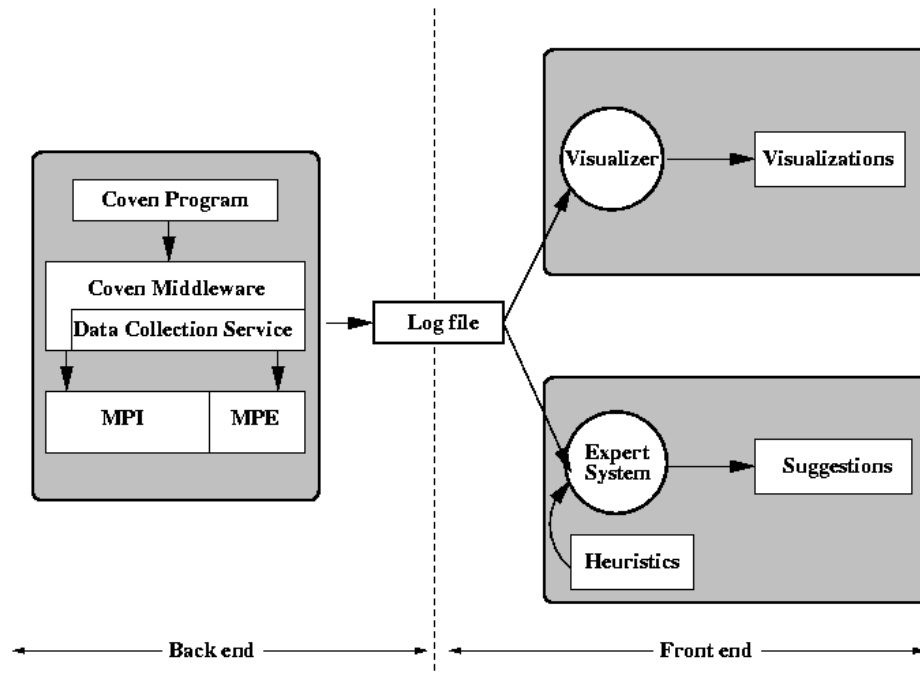 Coven Program
Coven Middleware
Data Collection Service
MPI
MPE
Log file
Visualizer
Visualizations
Expert
System
Suggestions
Heuristics
Back end
Front end